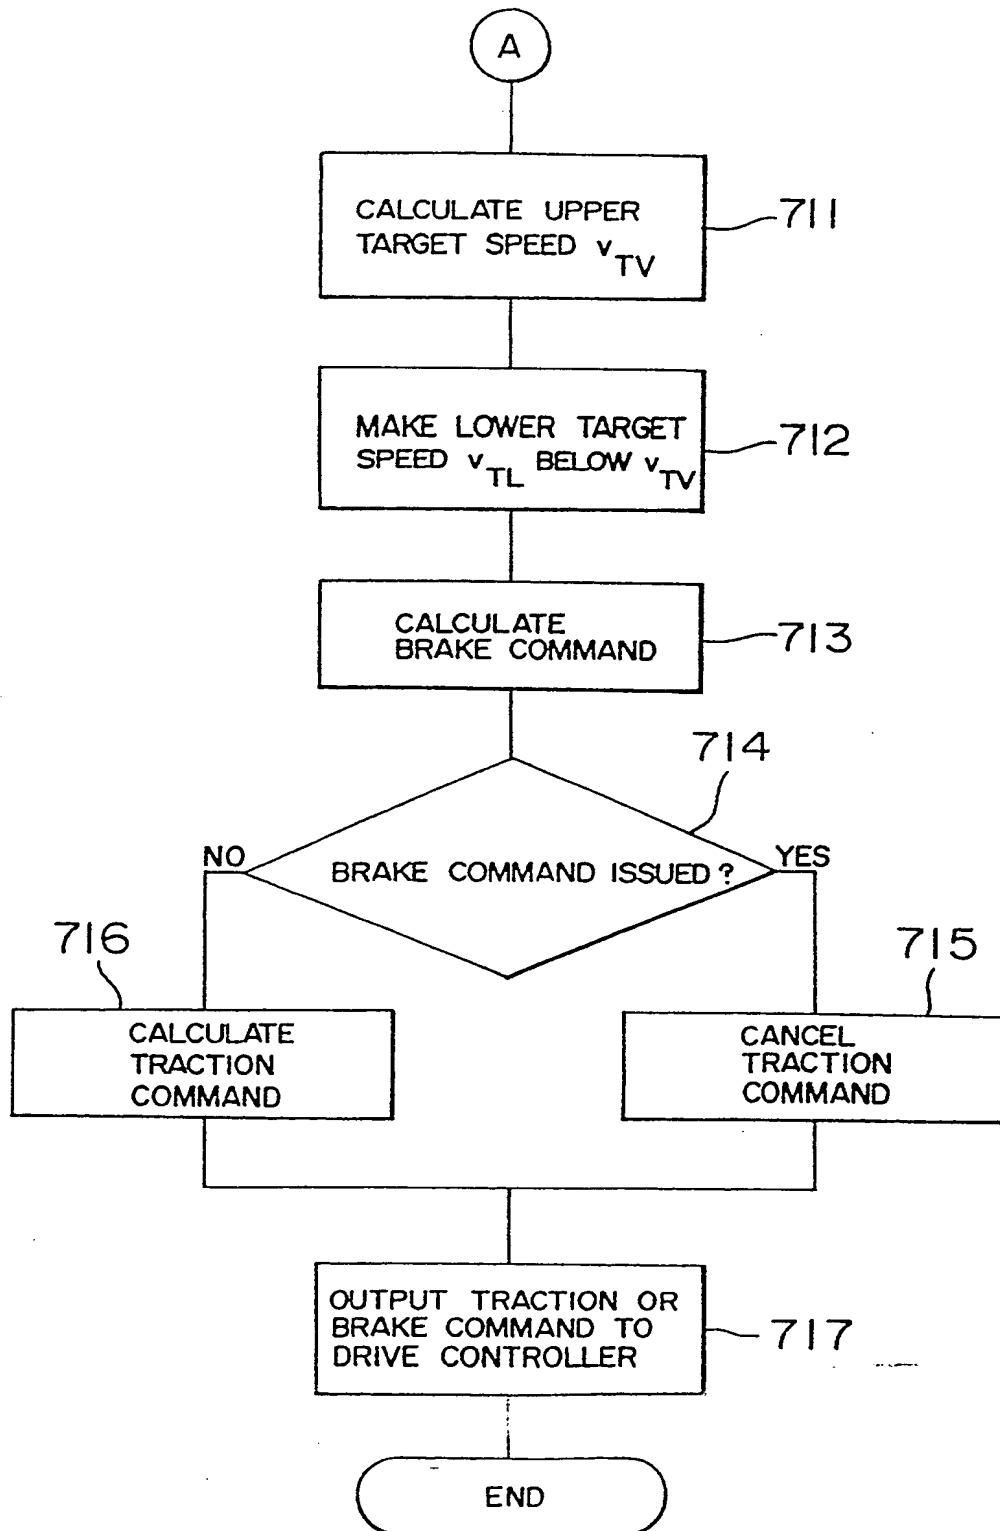 A
CALCULATE UPPER
TARGET SPEED vTV
711
MAKE LOWER TARGET
SPEED vTL BELOW vTV
712
CALCULATE
BRAKE COMMAND
713
714
NO
BRAKE COMMAND ISSUED?
YES
716
715
CALCULATE
TRACTION
COMMAND
CANCEL
TRACTION
COMMAND
OUTPUT TRACTION OR
BRAKE COMMAND TO
DRIVE CONTROLLER
717
END